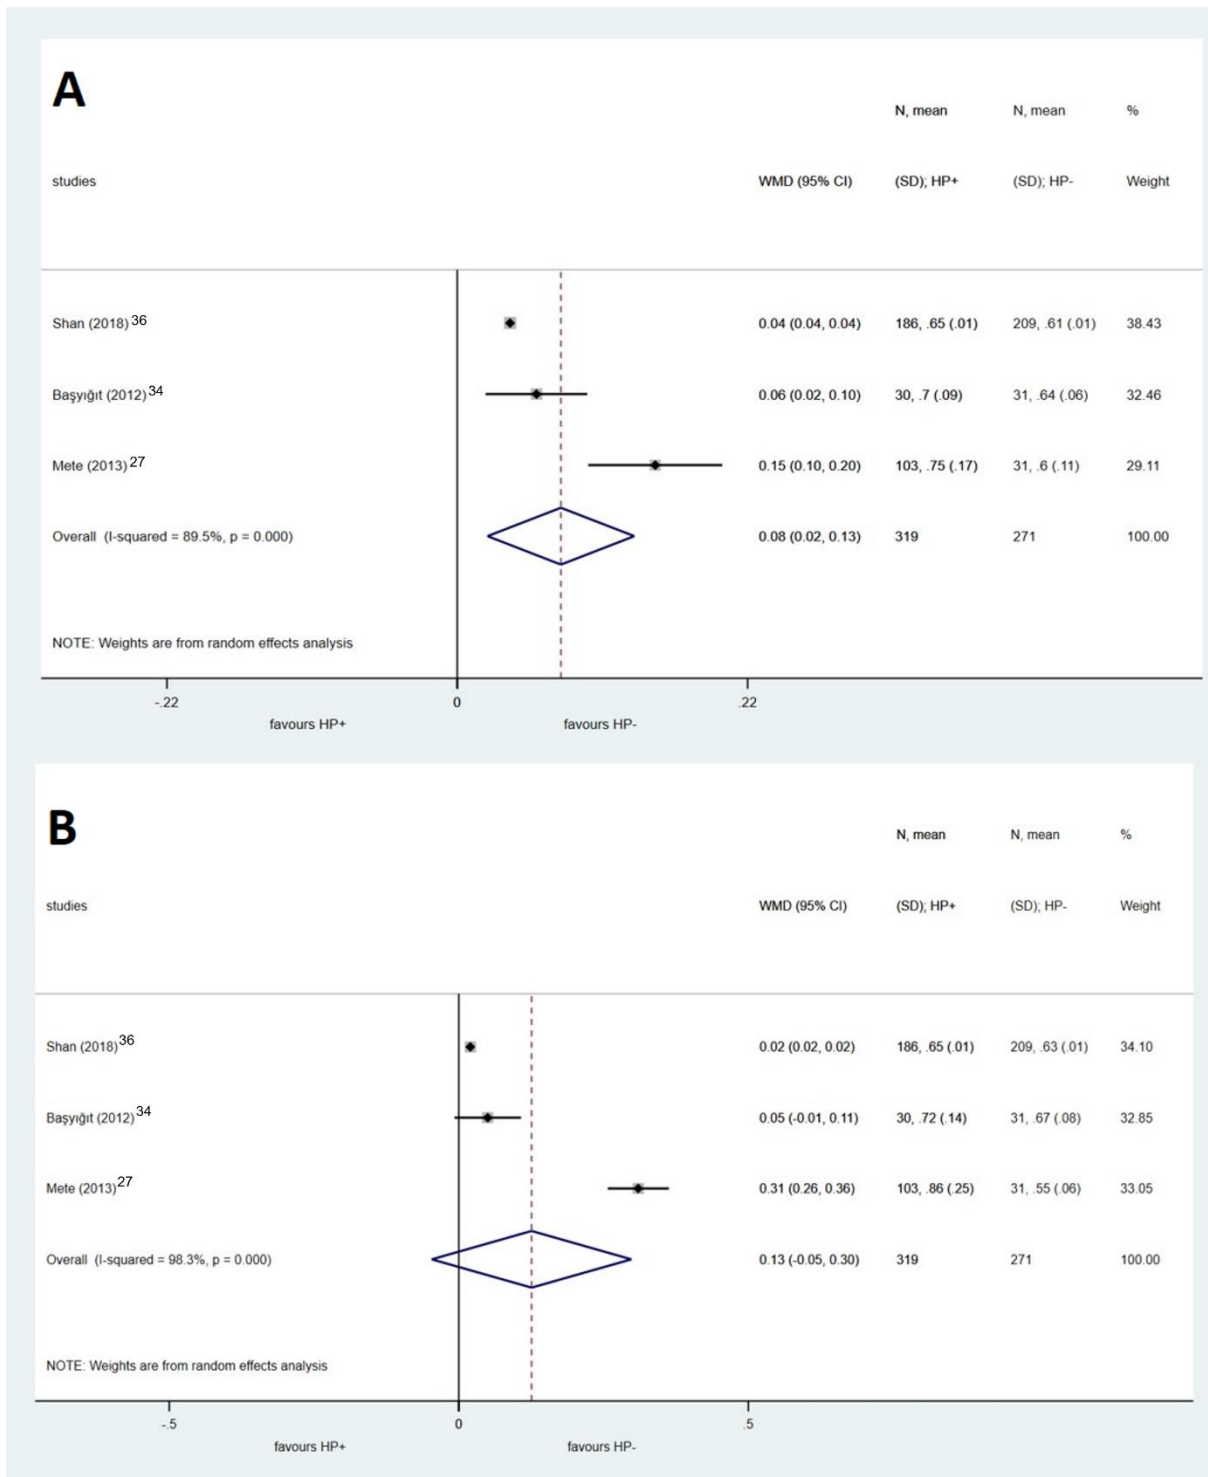 A
N, mean N, mean %
studies WMD (95% CI) (SD); HP+ (SD); HP- Weight
Shan (2018) 36 0.04 (0.04, 0.04) 186, .65 (.01) 209, .61 (.01) 38.43
Başyığıt (2012) 34 0.06 (0.02, 0.10) 30, .7 (.09) 31, .64 (.06) 32.46
Mete (2013) 27 0.15 (0.10, 0.20) 103, .75 (.17) 31, .6 (.11) 29.11
Overall (I-squared = 89.5%, p = 0.000) 0.08 (0.02, 0.13) 319 271 100.00
NOTE: Weights are from random effects analysis
-.22 0 .22
favours HP+ favours HP-
B
N, mean N, mean %
studies WMD (95% CI) (SD); HP+ (SD); HP- Weight
Shan (2018) 36 0.02 (0.02, 0.02) 186, .65 (.01) 209, .63 (.01) 34.10
Başyığıt (2012) 34 0.05 (-0.01, 0.11) 30, .72 (.14) 31, .67 (.08) 32.85
Mete (2013) 27 0.31 (0.26, 0.36) 103, .86 (.25) 31, .55 (.06) 33.05
Overall (I-squared = 98.3%, p = 0.000) 0.13 (-0.05, 0.30) 319 271 100.00
NOTE: Weights are from random effects analysis
-.5 0 .5
favours HP+ favours HP-